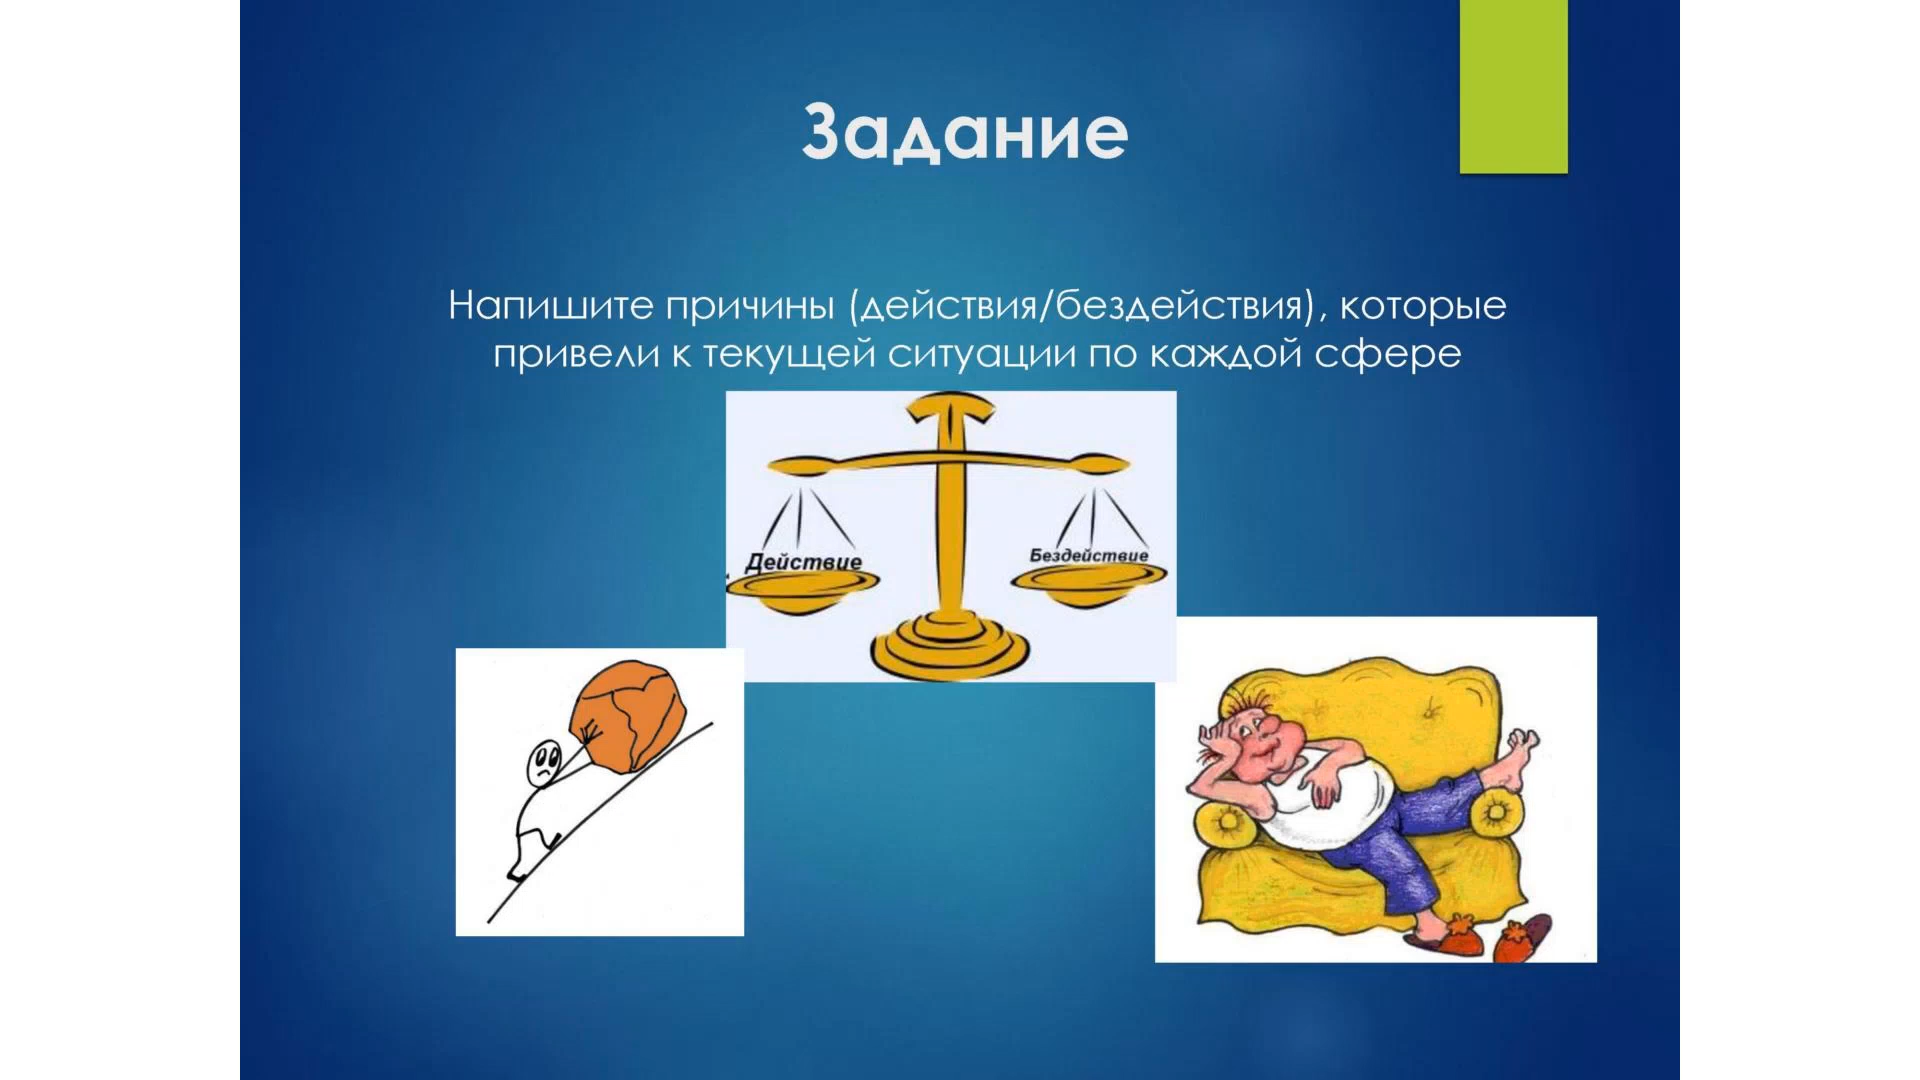 Задание
Напишите причины (действия/бездействия), которые
привели к текущей ситуации по каждой сфере
Действие
Бездействие